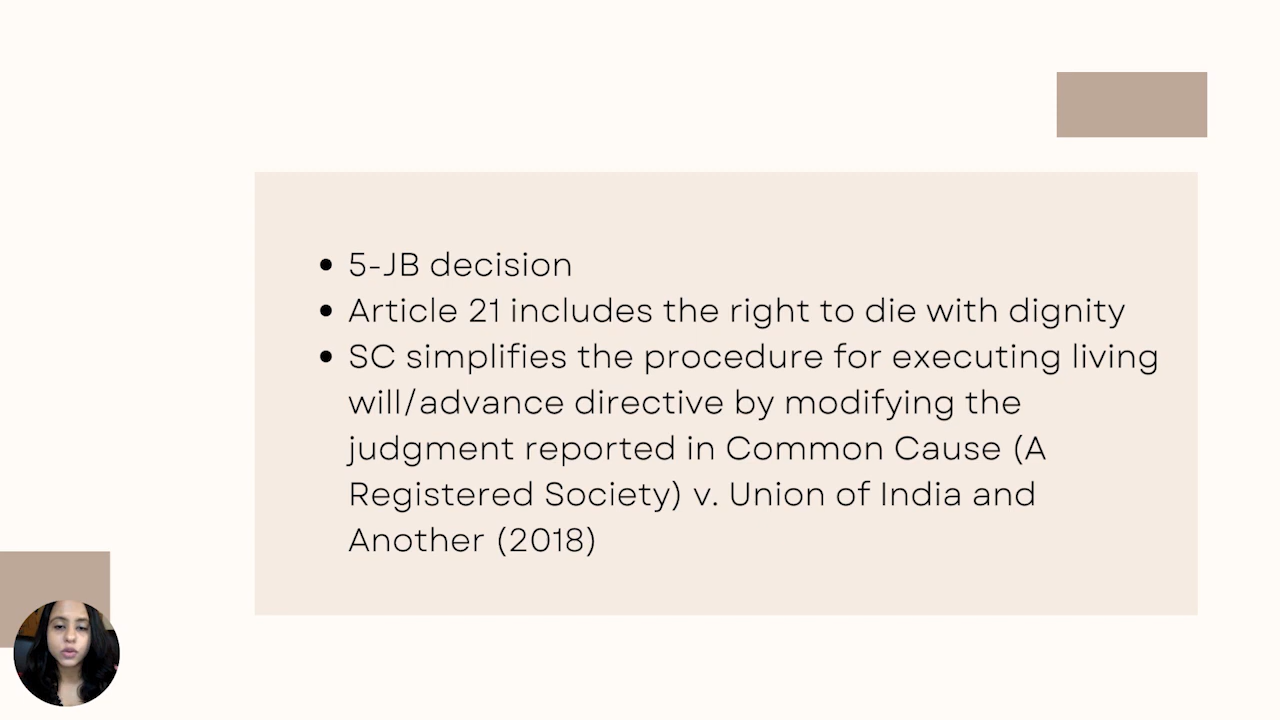 • 5-JB decision
• Article 21 includes the right to die with dignity
• SC simplifies the procedure for executing living
will/advance directive by modifying the
judgment reported in Common Cause (A
Registered Society) v. Union of India and
Another (2018)